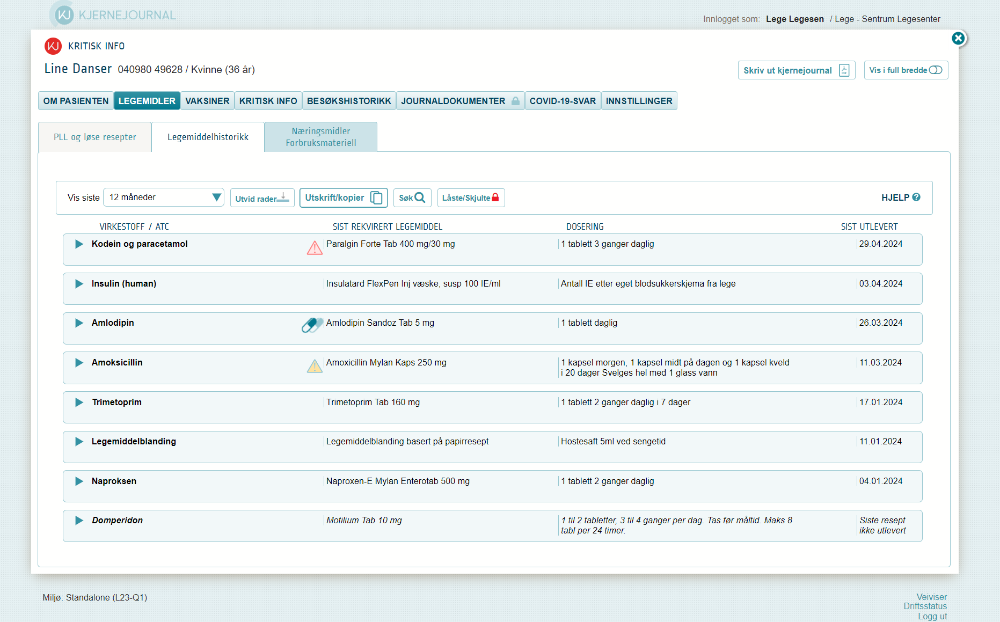 KJ KJERNEJOURNAL
Innlogget som: Lege Legesen / Lege - Sentrum Legesenter
KJ KRITISK INFO
Line Danser 040980 49628 / Kvinne (36 år)
Skriv ut kjernejournal PDF
Vis i full bredde
OM PASIENTEN LEGEMIDLER VAKSINER KRITISK INFO BESØKSHISTORIKK JOURNALDOKUMENTER COVID-19-SVAR INNSTILLINGER
PLL og løse resepter
Legemiddelhistorikk
Næringsmidler
Forbruksmateriell
Vis siste 12 måneder Utvid rader Utskrift/kopier Søk Låste/Skjulte HJELP ?
VIRKESTOFF / ATC SIST REKVIRERT LEGEMIDDEL DOSERING SIST UTLEVERT
Kodein og paracetamol Paralgin Forte Tab 400 mg/30 mg 1 tablett 3 ganger daglig 29.04.2024
Insulin (human) Insulatard FlexPen Inj væske, susp 100 IE/ml Antall IE etter eget blodsukkerskjema fra lege 03.04.2024
Amlodipin Amlodipin Sandoz Tab 5 mg 1 tablett daglig 26.03.2024
Amoksicillin Amoxicillin Mylan Kaps 250 mg 1 kapsel morgen, 1 kapsel midt på dagen og 1 kapsel kveld 11.03.2024
i 20 dager Svelges hel med 1 glass vann
Trimetoprim Trimetoprim Tab 160 mg 1 tablett 2 ganger daglig i 7 dager 17.01.2024
Legemiddelblanding Legemiddelblanding basert på papirresept Hostesaft 5ml ved sengetid 11.01.2024
Naproksen Naproxen-E Mylan Enterotab 500 mg 1 tablett 2 ganger daglig 04.01.2024
Domperidon Motilium Tab 10 mg 1 til 2 tabletter, 3 til 4 ganger per dag. Tas før måltid. Maks 8 Siste resept
tabl per 24 timer. ikke utlevert
Miljø: Standalone (L23-Q1)
Veiviser
Driftsstatus
Logg ut